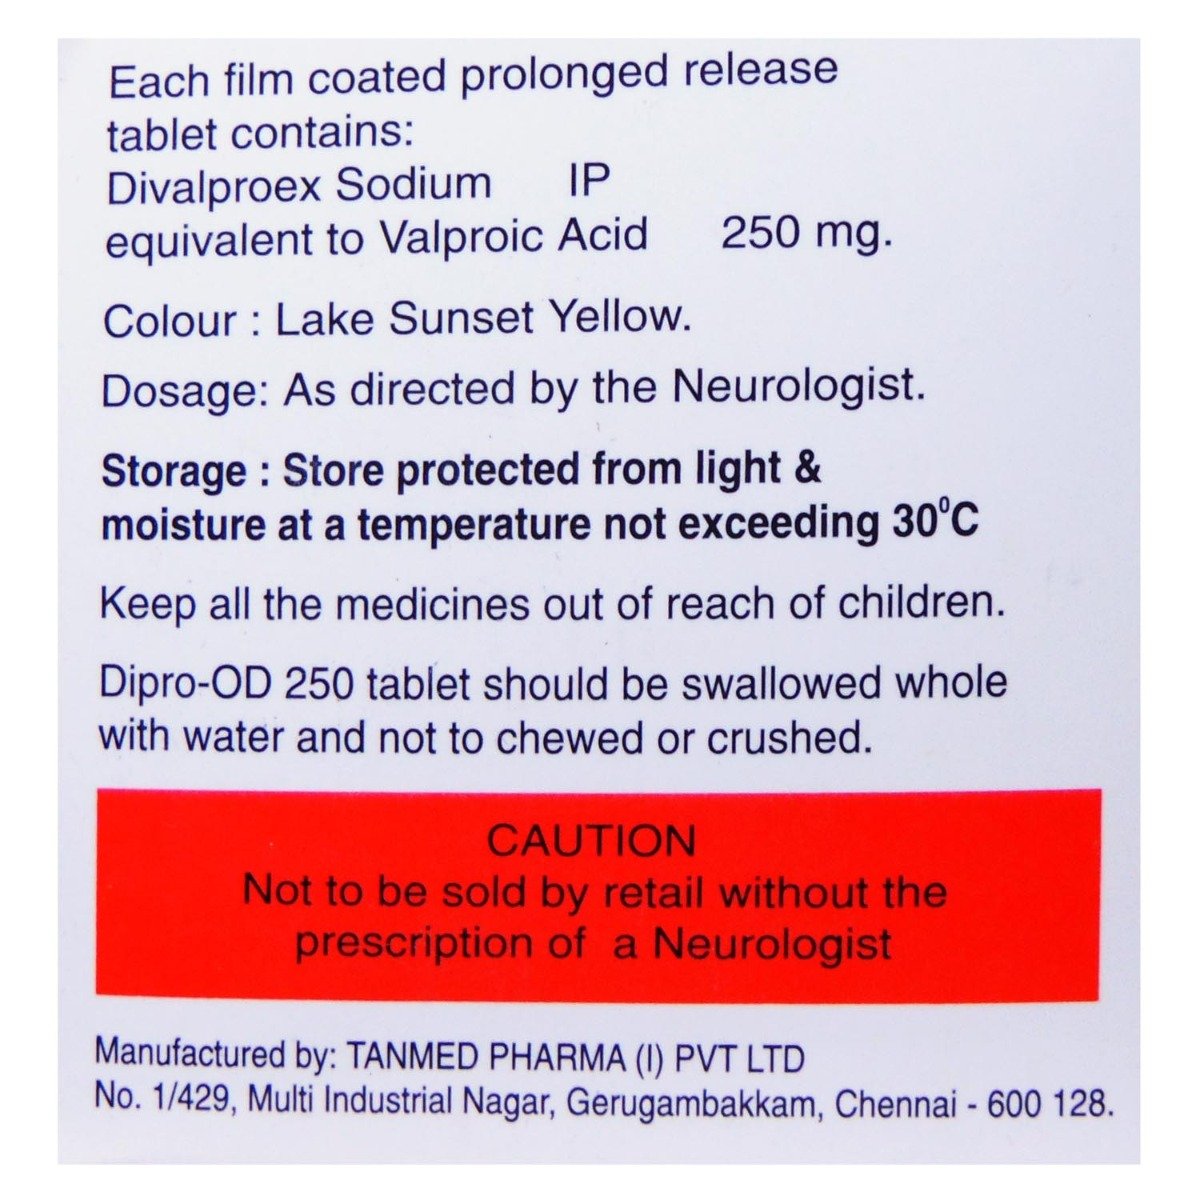 Each film coated prolonged release
tablet contains:
Divalproex Sodium IP
equivalent to Valproic Acid 250 mg.
Colour : Lake Sunset Yellow.
Dosage: As directed by the Neurologist.
Storage : Store protected from light &
moisture at a temperature not exceeding 30⁰C
Keep all the medicines out of reach of children.
Dipro-OD 250 tablet should be swallowed whole
with water and not to chewed or crushed.
CAUTION
Not to be sold by retail without the
prescription of a Neurologist
Manufactured by: TANMED PHARMA (I) PVT LTD
No. 1/429, Multi Industrial Nagar, Gerugambakkam, Chennai - 600 128.